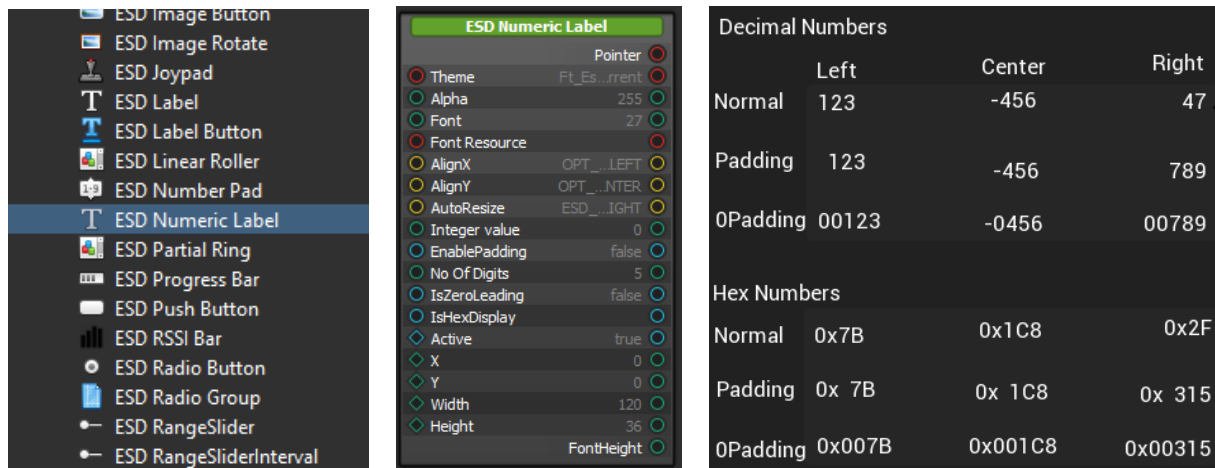 ESD Image Button
ESD Image Rotate
ESD Joypad
ESD Label
ESD Label Button
ESD Linear Roller
ESD Number Pad
ESD Numeric Label
ESD Partial Ring
ESD Progress Bar
ESD Push Button
ESD RSSI Bar
ESD Radio Button
ESD Radio Group
ESD RangeSlider
ESD RangeSliderInterval
ESD Numeric Label
Pointer
Theme Ft_Es...rrent
Alpha 255
Font 27
Font Resource
AlignX OPT_...LEFT
AlignY OPT_...NTER
AutoResize ESD_...IGHT
Integer value 0
EnablePadding false
No Of Digits 5
IsZeroLeading false
IsHexDisplay
Active true
X 0
Y 0
Width 120
Height 36
FontHeight
Decimal Numbers
Left Center Right
Normal 123 -456 47
Padding 123 -456 789
0Padding 00123 -0456 00789
Hex Numbers
Normal 0x7B 0x1C8 0x2F
Padding 0x 7B 0x 1C8 0x 315
0Padding 0x007B 0x001C8 0x00315